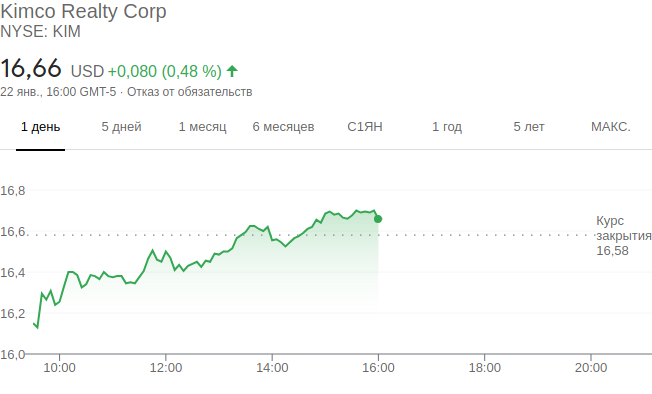 Kimco Realty Corp
NYSE: KIM
16,66 USD +0,080 (0,48 %)
22 янв., 16:00 GMT-5 · Отказ от обязательств
1 день 5 дней 1 месяц 6 месяцев С1ЯН 1 год 5 лет МАКС.
16,8
16,6
16,4
16,2
16,0
Курс
закрытия
16,58
10:00 12:00 14:00 16:00 18:00 20:00